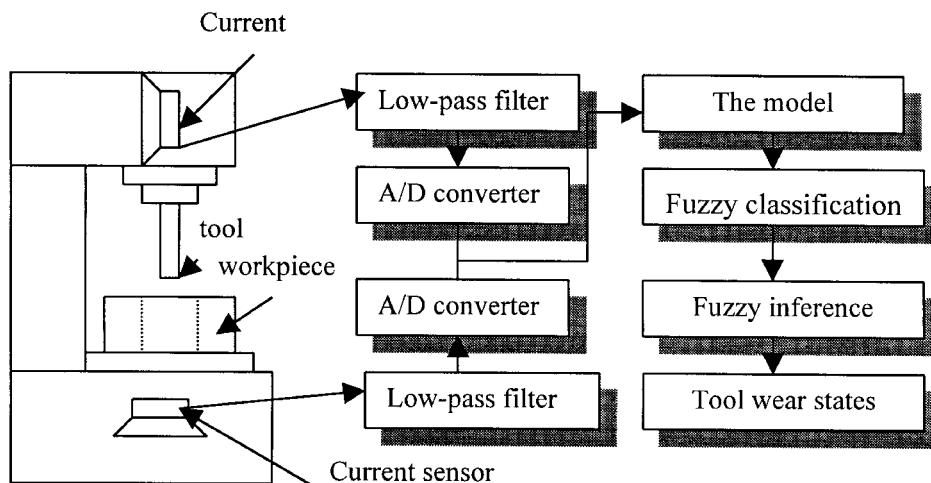 Current
Low-pass filter
The model
A/D converter
Fuzzy classification
tool
workpiece
A/D converter
Fuzzy inference
Low-pass filter
Tool wear states
Current sensor